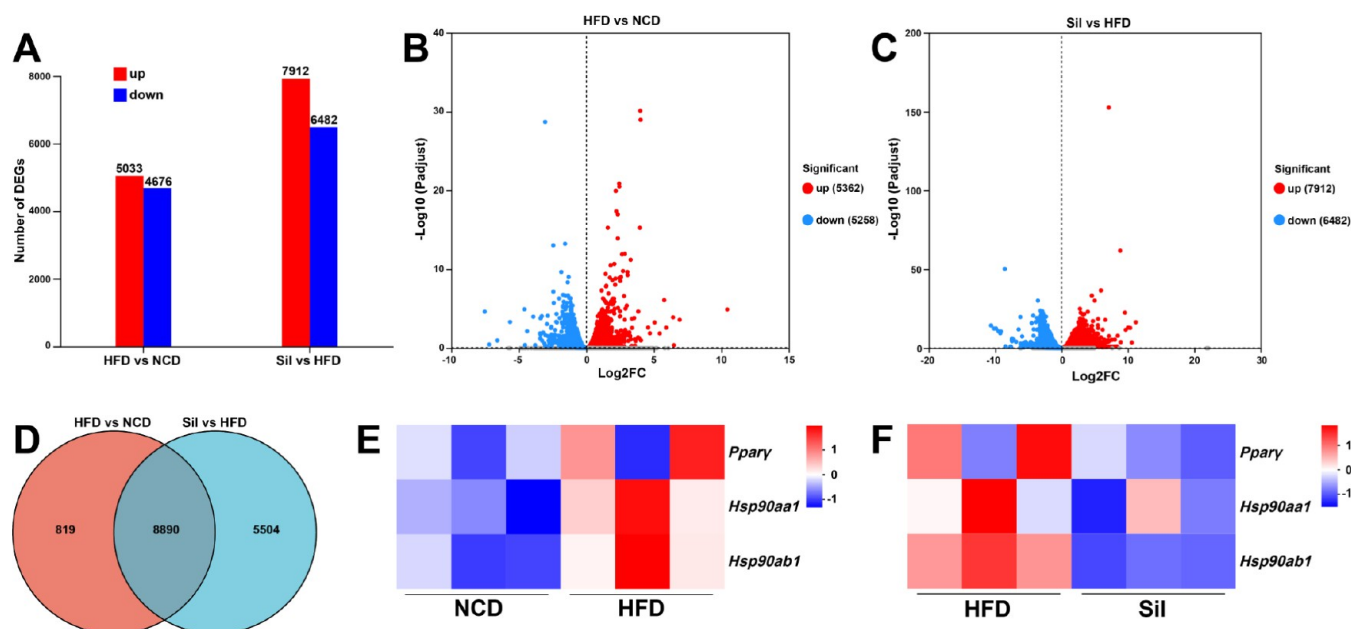 A
up
down
Number of DEGs
8000
6000
4000
2000
0
5033
4676
7912
6482
HFD vs NCD
Sil vs HFD
B
HFD vs NCD
-Log10 (Padjust)
40
30
20
10
0
-10
-5
0
5
10
15
Log2FC
Significant
up (5362)
down (5258)
C
Sil vs HFD
-Log10 (Padjust)
200
150
100
50
0
-20
-10
0
10
20
30
Log2FC
Significant
up (7912)
down (6482)
D
HFD vs NCD
Sil vs HFD
819
8890
5504
E
Pparγ
Hsp90aa1
Hsp90ab1
1
0
-1
NCD
HFD
F
Pparγ
Hsp90aa1
Hsp90ab1
1
0
-1
HFD
Sil